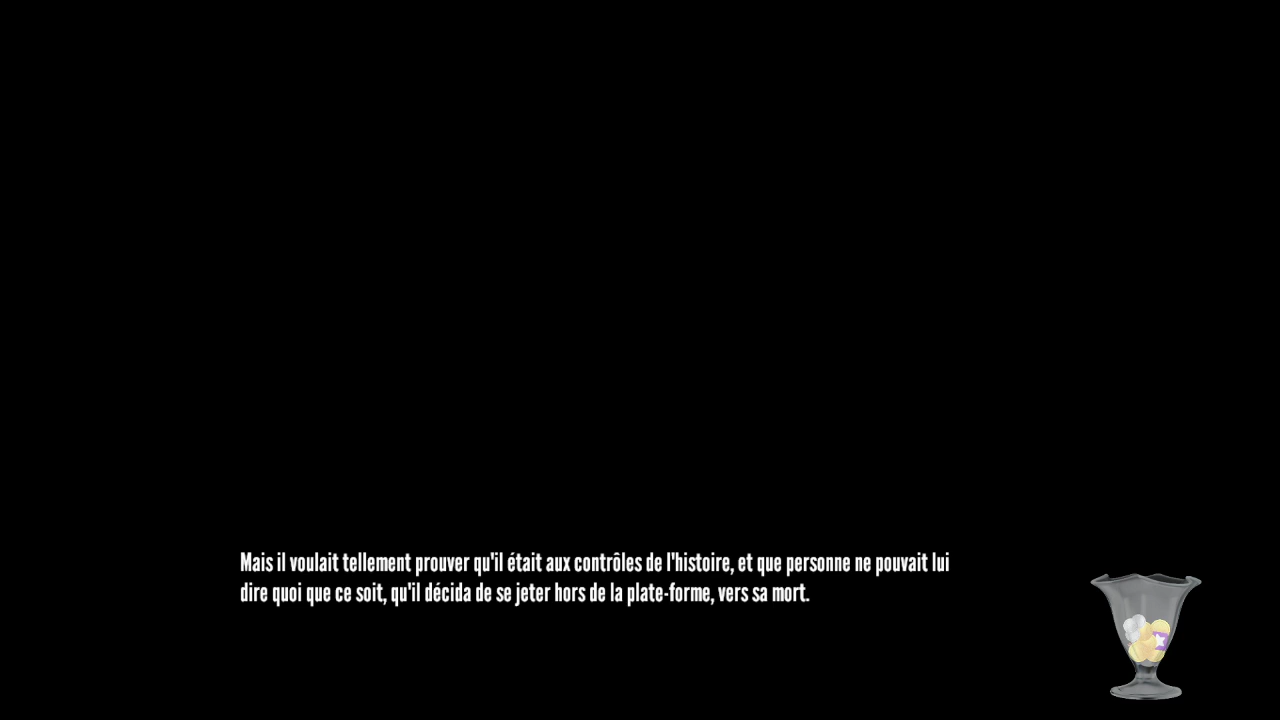 Mais il voulait tellement prouver qu'il était aux contrôles de l'histoire, et que personne ne pouvait lui
dire quoi que ce soit, qu'il décida de se jeter hors de la plate-forme, vers sa mort.